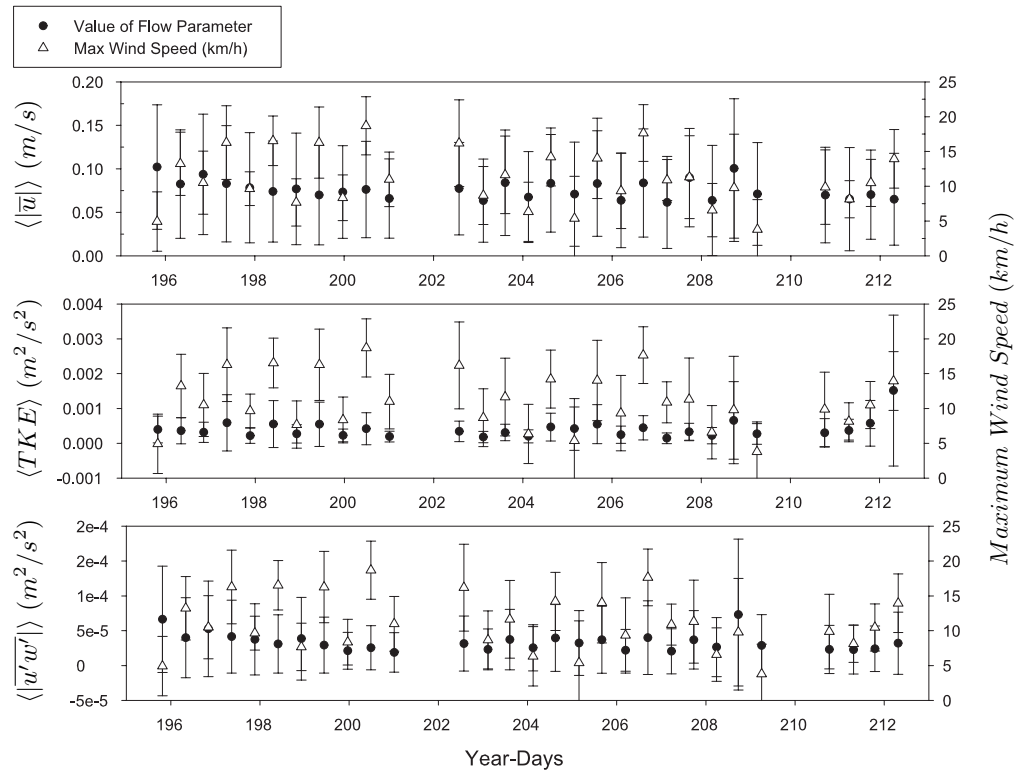 Value of Flow Parameter
Max Wind Speed (km/h)
⟨|u̅|⟩ (m/s)
0.20
0.15
0.10
0.05
0.00
25
20
15
10
5
0
196 198 200 202 204 206 208 210 212
⟨TKE⟩ (m²/s²)
0.004
0.003
0.002
0.001
0.000
-0.001
25
20
15
10
5
0
196 198 200 202 204 206 208 210 212
Maximum Wind Speed (km/h)
⟨|u̅'̅w̅'̅|⟩ (m²/s²)
2e-4
2e-4
1e-4
5e-5
0
-5e-5
25
20
15
10
5
0
196 198 200 202 204 206 208 210 212
Year-Days